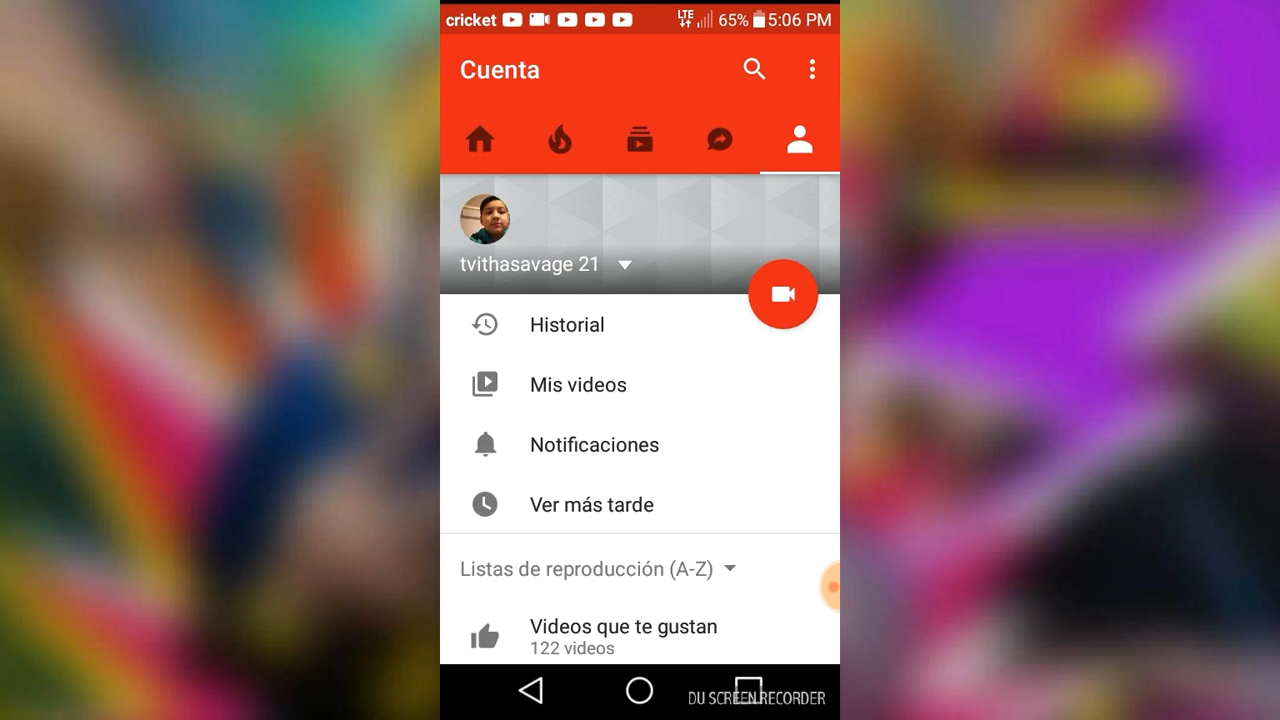 cricket LTE 65% 5:06 PM
Cuenta
tvithasavage 21
Historial
Mis videos
Notificaciones
Ver más tarde
Listas de reproducción (A-Z)
Videos que te gustan
122 videos
DU SCREEN RECORDER